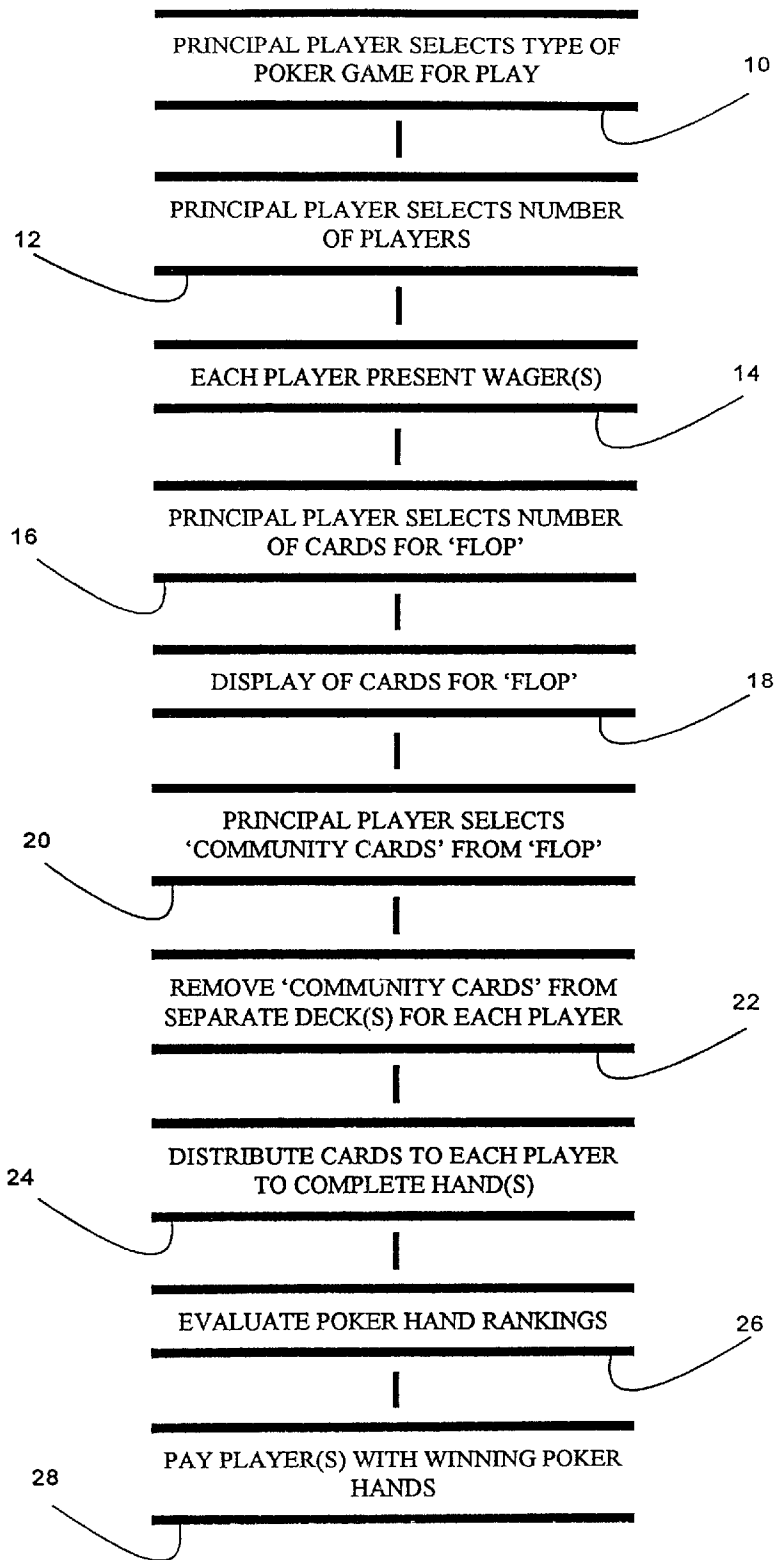 PRINCIPAL PLAYER SELECTS TYPE OF
POKER GAME FOR PLAY
10
PRINCIPAL PLAYER SELECTS NUMBER
OF PLAYERS
12
EACH PLAYER PRESENT WAGER(S)
14
PRINCIPAL PLAYER SELECTS NUMBER
OF CARDS FOR 'FLOP'
16
DISPLAY OF CARDS FOR 'FLOP'
18
PRINCIPAL PLAYER SELECTS
'COMMUNITY CARDS' FROM 'FLOP'
20
REMOVE 'COMMUNITY CARDS' FROM
SEPARATE DECK(S) FOR EACH PLAYER
22
DISTRIBUTE CARDS TO EACH PLAYER
TO COMPLETE HAND(S)
24
EVALUATE POKER HAND RANKINGS
26
PAY PLAYER(S) WITH WINNING POKER
HANDS
28